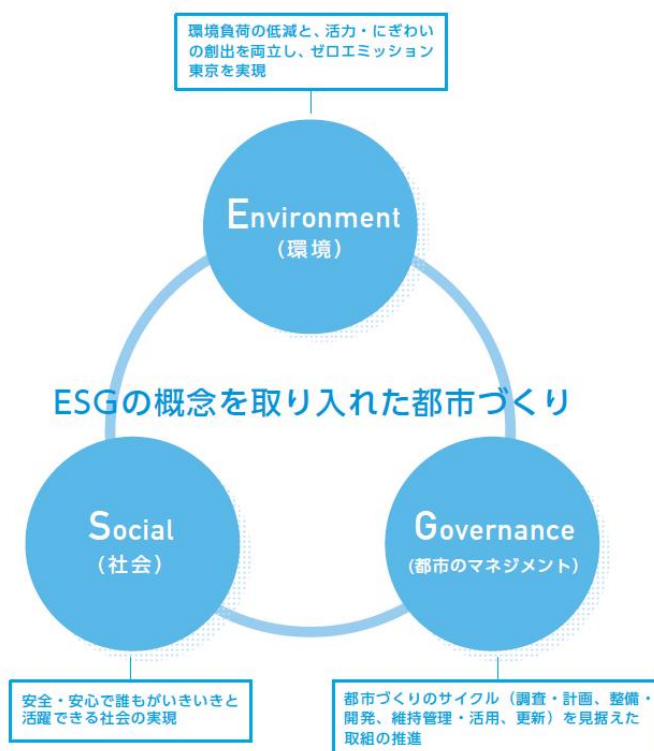 環境負荷の低減と、活力・にぎわい
の創出を両立し、ゼロエミッション
東京を実現
Environment
（環境）
ESGの概念を取り入れた都市づくり
Social
（社会）
Governance
(都市のマネジメント)
安全・安心で誰もがいきいきと
活躍できる社会の実現
都市づくりのサイクル（調査・計画、整備・
開発、維持管理・活用、更新）を見据えた
取組の推進